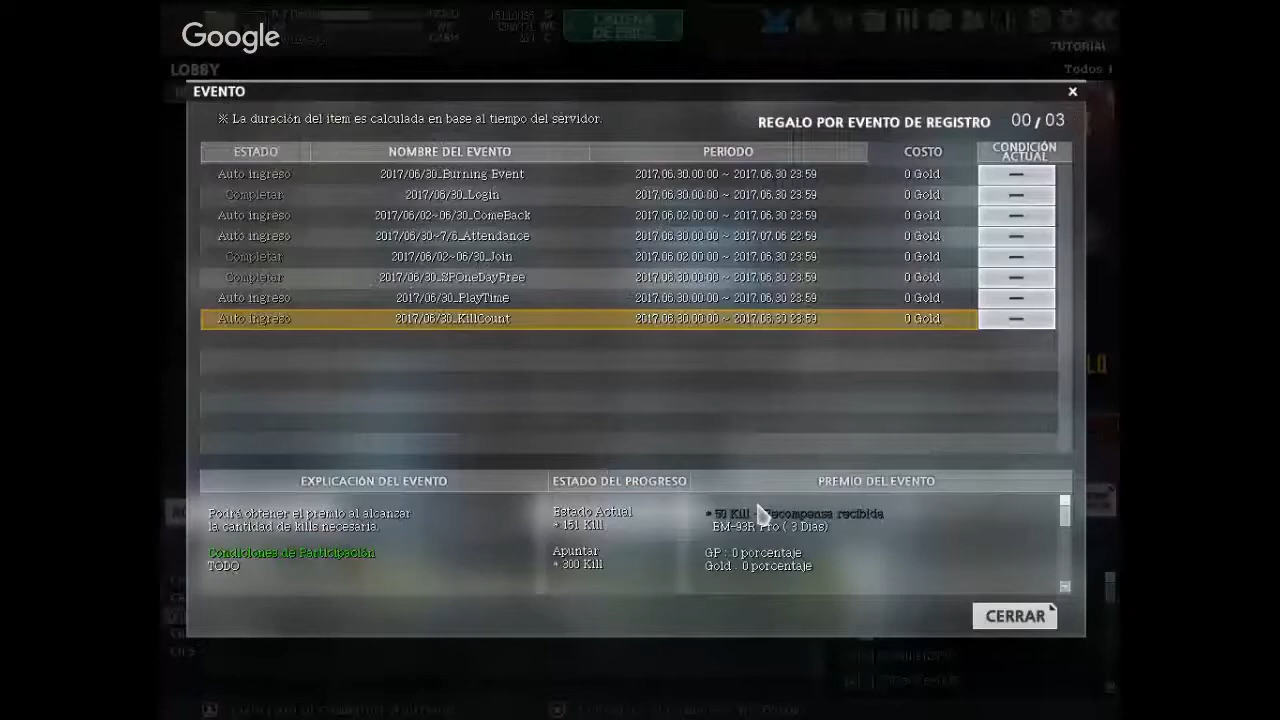 Google
TUTORIAL
LOBBY
Todos
EVENTO
※ La duración del item es calculada en base al tiempo del servidor.
REGALO POR EVENTO DE REGISTRO 00 / 03
ESTADO NOMBRE DEL EVENTO PERÍODO COSTO CONDICIÓN ACTUAL
Auto ingreso 2017/06/30_Burning Event 2017.06.30.00:00 ~ 2017.06.30 23:59 0 Gold —
Completar 2017/06/30_Login 2017.06.30.00:00 ~ 2017.06.30 23:59 0 Gold —
Auto ingreso 2017/06/02~06/30_ComeBack 2017.06.02.00:00 ~ 2017.06.30 23:59 0 Gold —
Auto ingreso 2017/06/30~7/6_Attendance 2017.06.30.00:00 ~ 2017.07.06 22:59 0 Gold —
Completar 2017/06/02~06/30_Join 2017.06.02.00:00 ~ 2017.06.30 23:59 0 Gold —
Completar 2017/06/30_SPOneDayFree 2017.06.30.00:00 ~ 2017.06.30 23:59 0 Gold —
Auto ingreso 2017/06/30_PlayTime 2017.06.30.00:00 ~ 2017.06.30 23:59 0 Gold —
Auto ingreso 2017/06/30_KillCount 2017.06.30.00:00 ~ 2017.06.30 23:59 0 Gold —
EXPLICACIÓN DEL EVENTO ESTADO DEL PROGRESO PREMIO DEL EVENTO
Podrá obtener el premio al alcanzar
la cantidad de kills necesaria.
Condiciones de Participación
TODO
Estado Actual
* 151 Kill
Apuntar
* 300 Kill
* 50 Kill - Recompensa recibida
BM-93R Pro ( 3 Dias)
GP : 0 porcentaje
Gold : 0 porcentaje
CERRAR